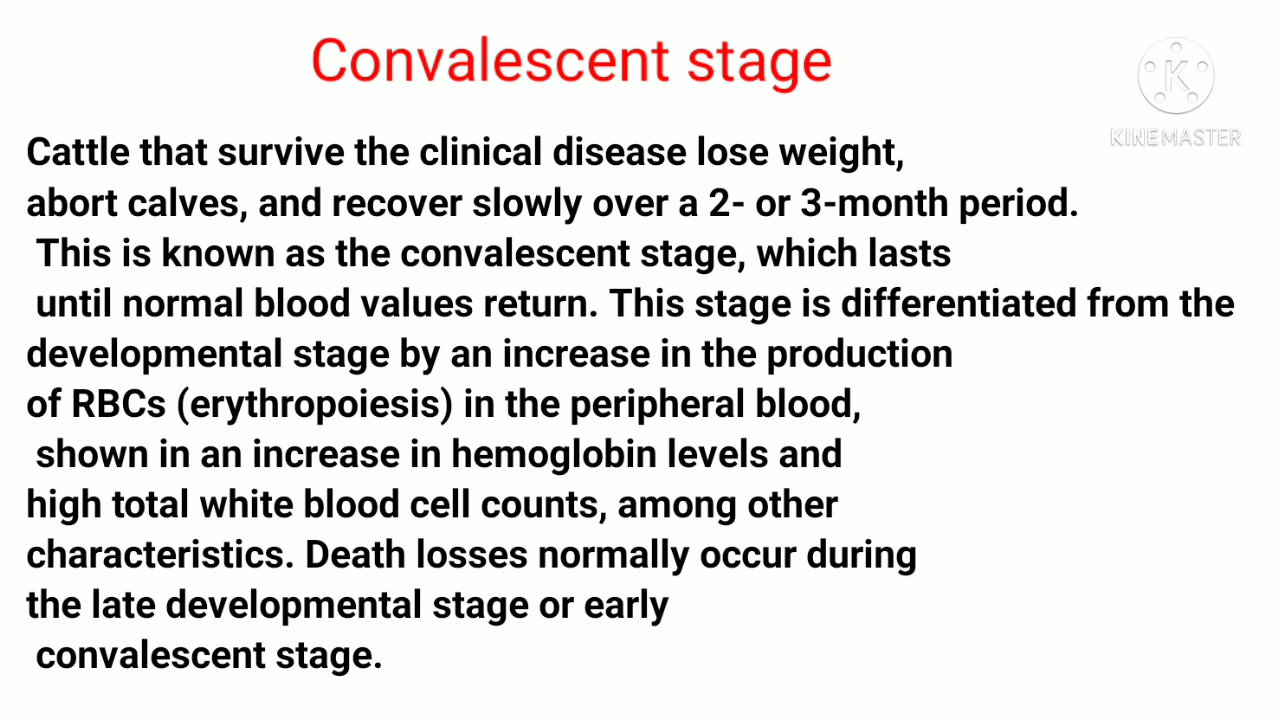 Convalescent stage
K
KINEMASTER
Cattle that survive the clinical disease lose weight,
abort calves, and recover slowly over a 2- or 3-month period.
This is known as the convalescent stage, which lasts
until normal blood values return. This stage is differentiated from the
developmental stage by an increase in the production
of RBCs (erythropoiesis) in the peripheral blood,
shown in an increase in hemoglobin levels and
high total white blood cell counts, among other
characteristics. Death losses normally occur during
the late developmental stage or early
convalescent stage.